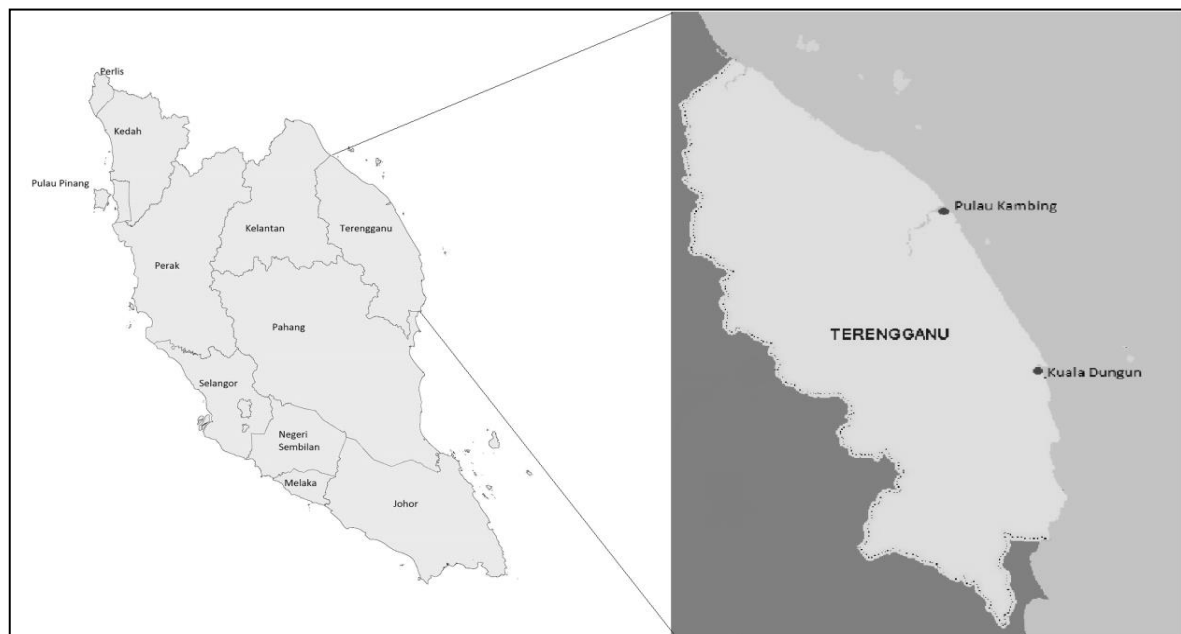 Perlis
Kedah
Pulau Pinang
Kelantan
Terengganu
Perak
Pahang
Selangor
Negeri
Sembilan
Melaka
Johor
Pulau Kambing
TERENGGANU
Kuala Dungun